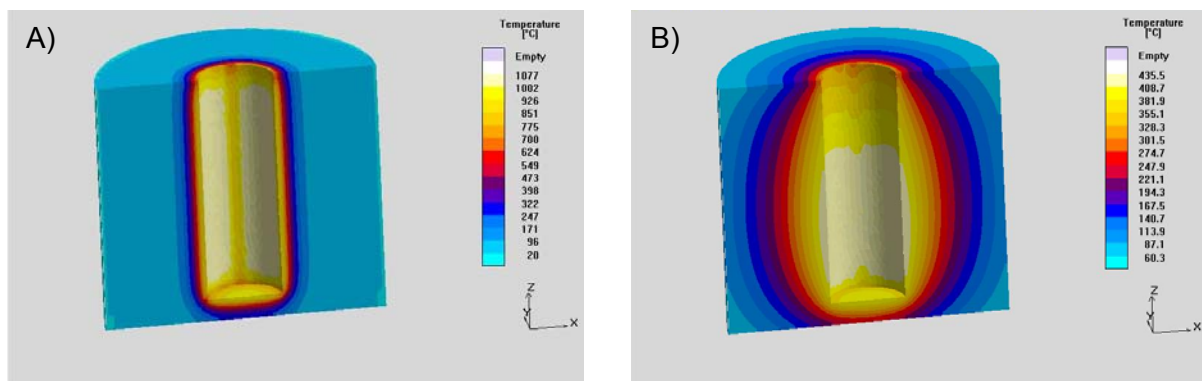 A)
Temperature
[°C]
Empty
1077
1002
926
851
775
700
624
549
473
398
322
247
171
96
20
Z
Y
X
B)
Temperature
[°C]
Empty
435.5
408.7
381.9
355.1
328.3
301.5
274.7
247.9
221.1
194.3
167.5
140.7
113.9
87.1
60.3
Z
Y
X